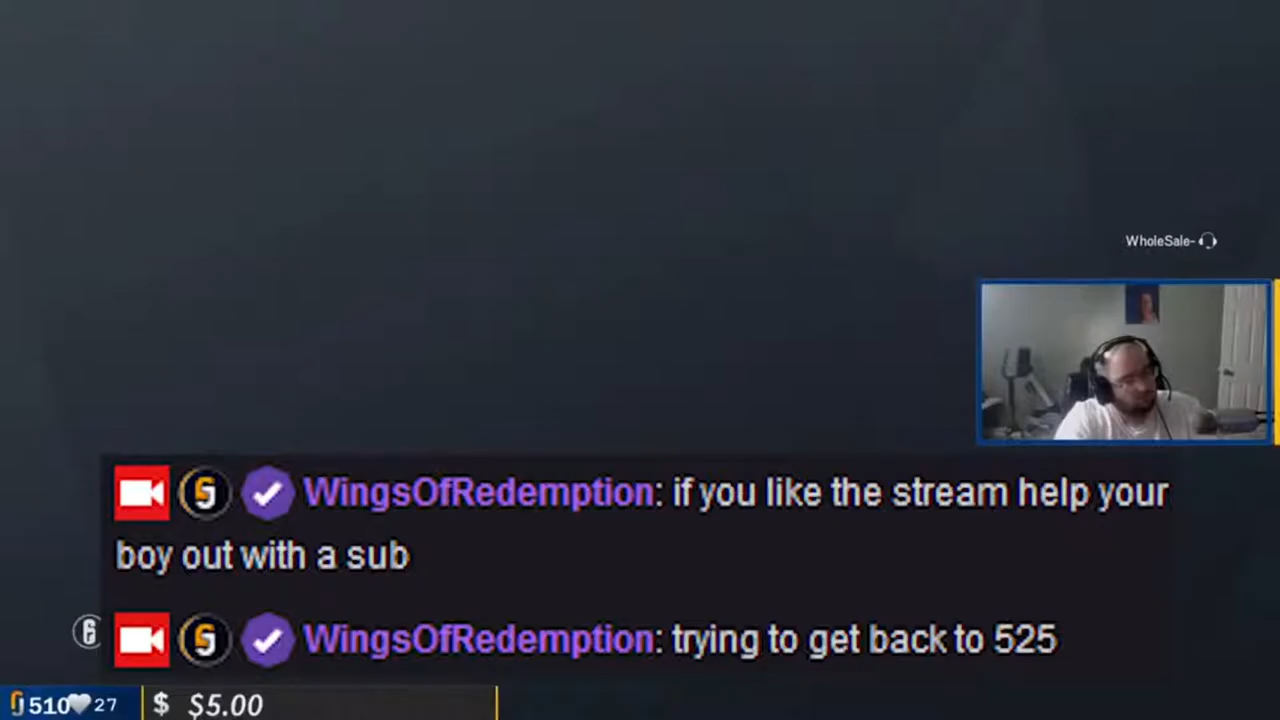 WholeSale-
WingsOfRedemption: if you like the stream help your
boy out with a sub
6
WingsOfRedemption: trying to get back to 525
510 27 $ $5.00